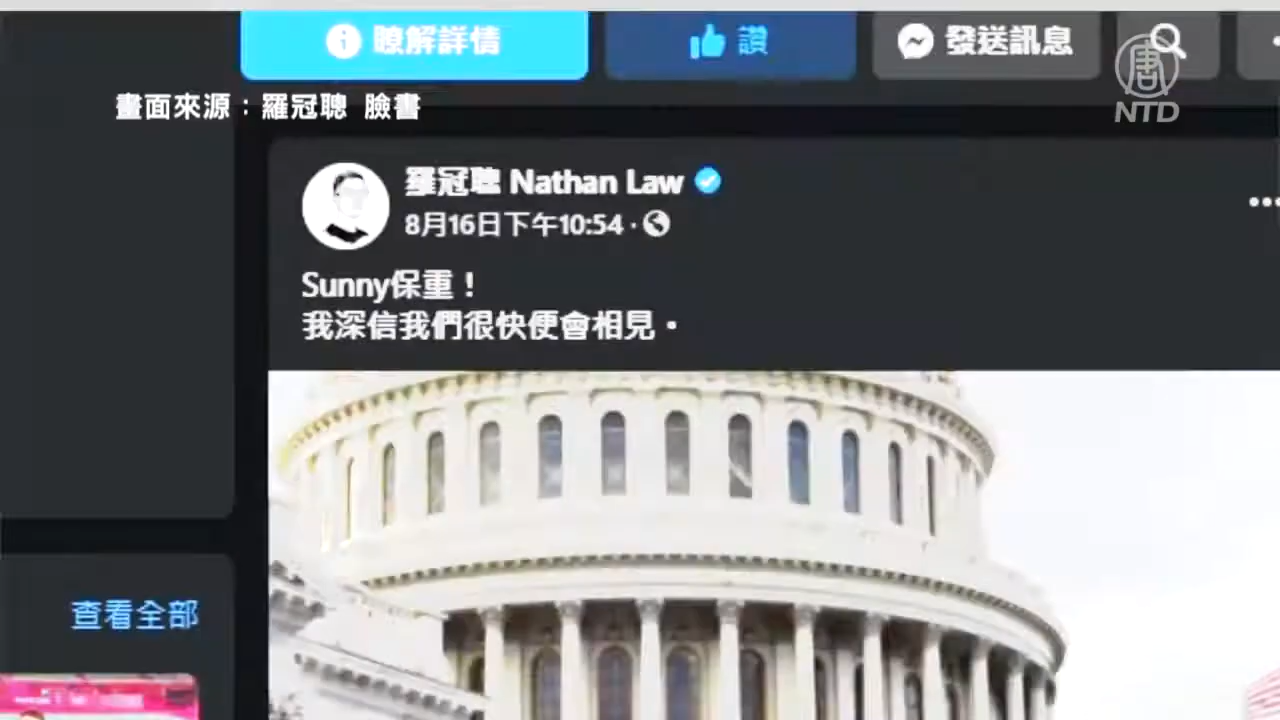 瞭解詳情
讚
發送訊息
唐
NTD
畫面來源：羅冠聰 臉書
羅冠聰 Nathan Law
8月16日下午10:54
Sunny保重！
我深信我們很快便會相見。
查看全部